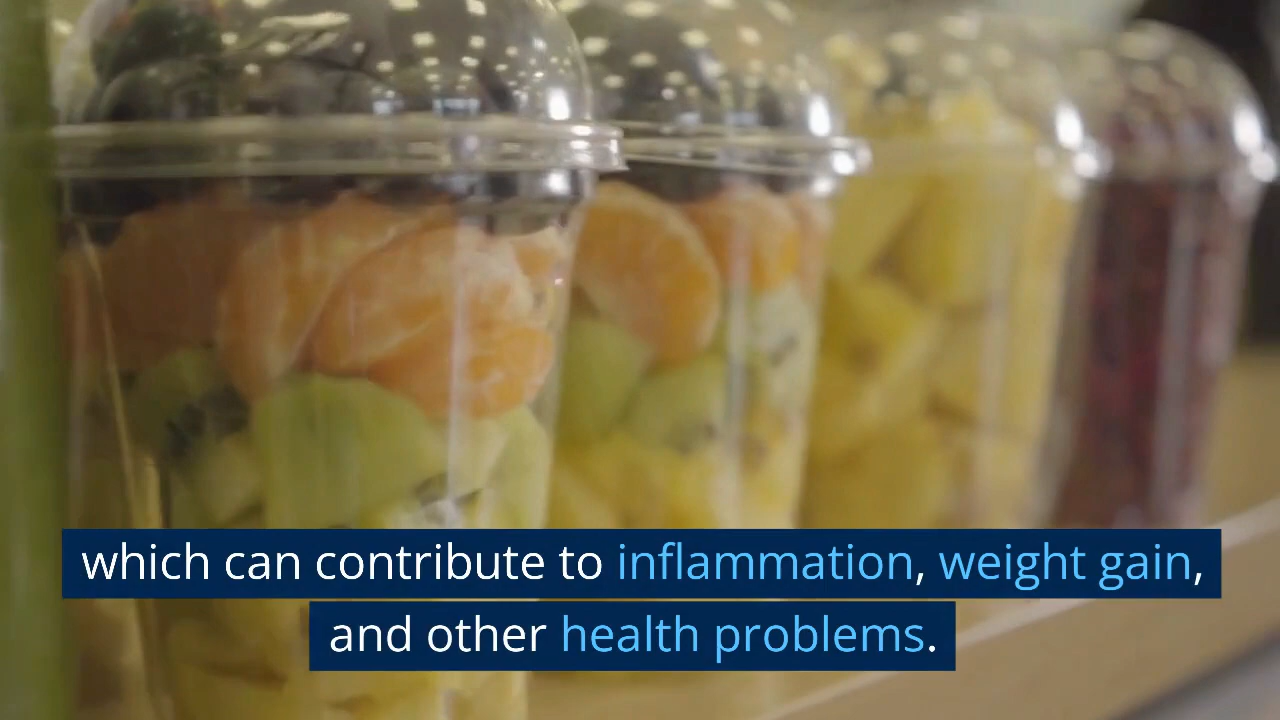 which can contribute to inflammation, weight gain,
and other health problems.